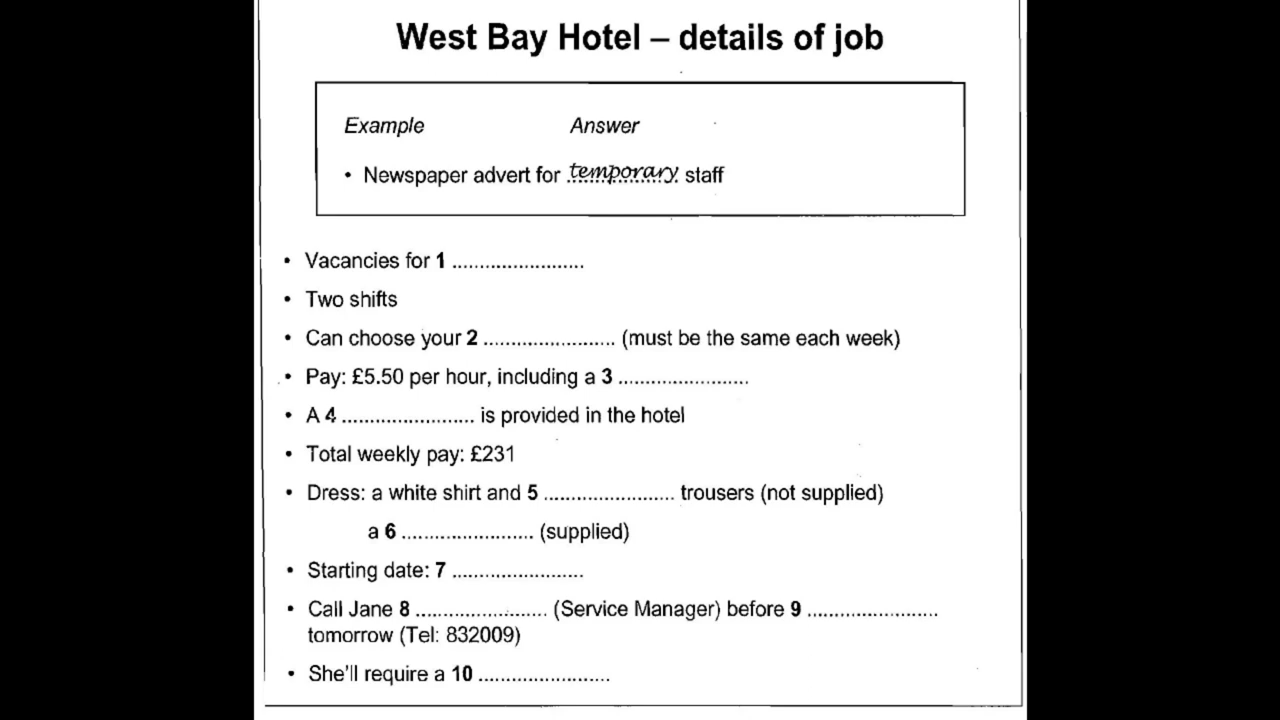 West Bay Hotel – details of job
Example Answer
• Newspaper advert for temporary staff
• Vacancies for 1 ........................
• Two shifts
• Can choose your 2 ........................ (must be the same each week)
• Pay: £5.50 per hour, including a 3 ........................
• A 4 ........................ is provided in the hotel
• Total weekly pay: £231
• Dress: a white shirt and 5 ........................ trousers (not supplied)
a 6 ........................ (supplied)
• Starting date: 7 ........................
• Call Jane 8 ........................ (Service Manager) before 9 ........................
tomorrow (Tel: 832009)
• She'll require a 10 ........................